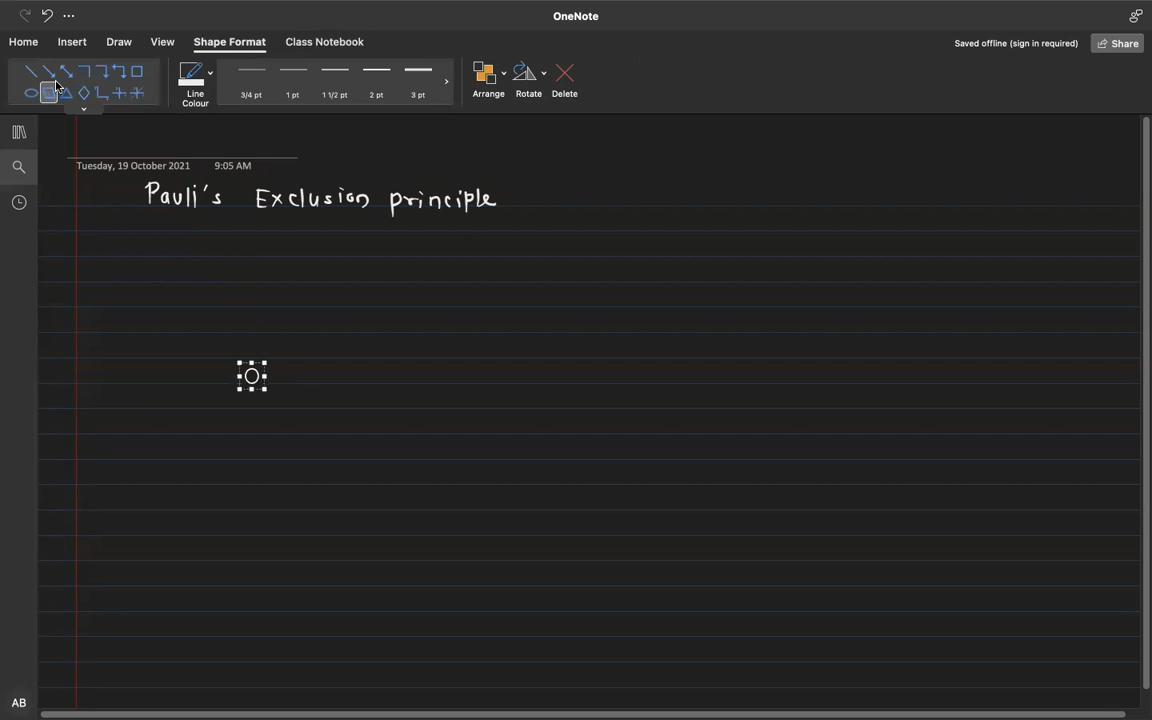 OneNote
Home Insert Draw View Shape Format Class Notebook
Saved offline (sign in required) Share
Line Colour
3/4 pt 1 pt 1 1/2 pt 2 pt 3 pt
Arrange Rotate Delete
Tuesday, 19 October 2021 9:05 AM
Pauli's Exclusion principle
AB